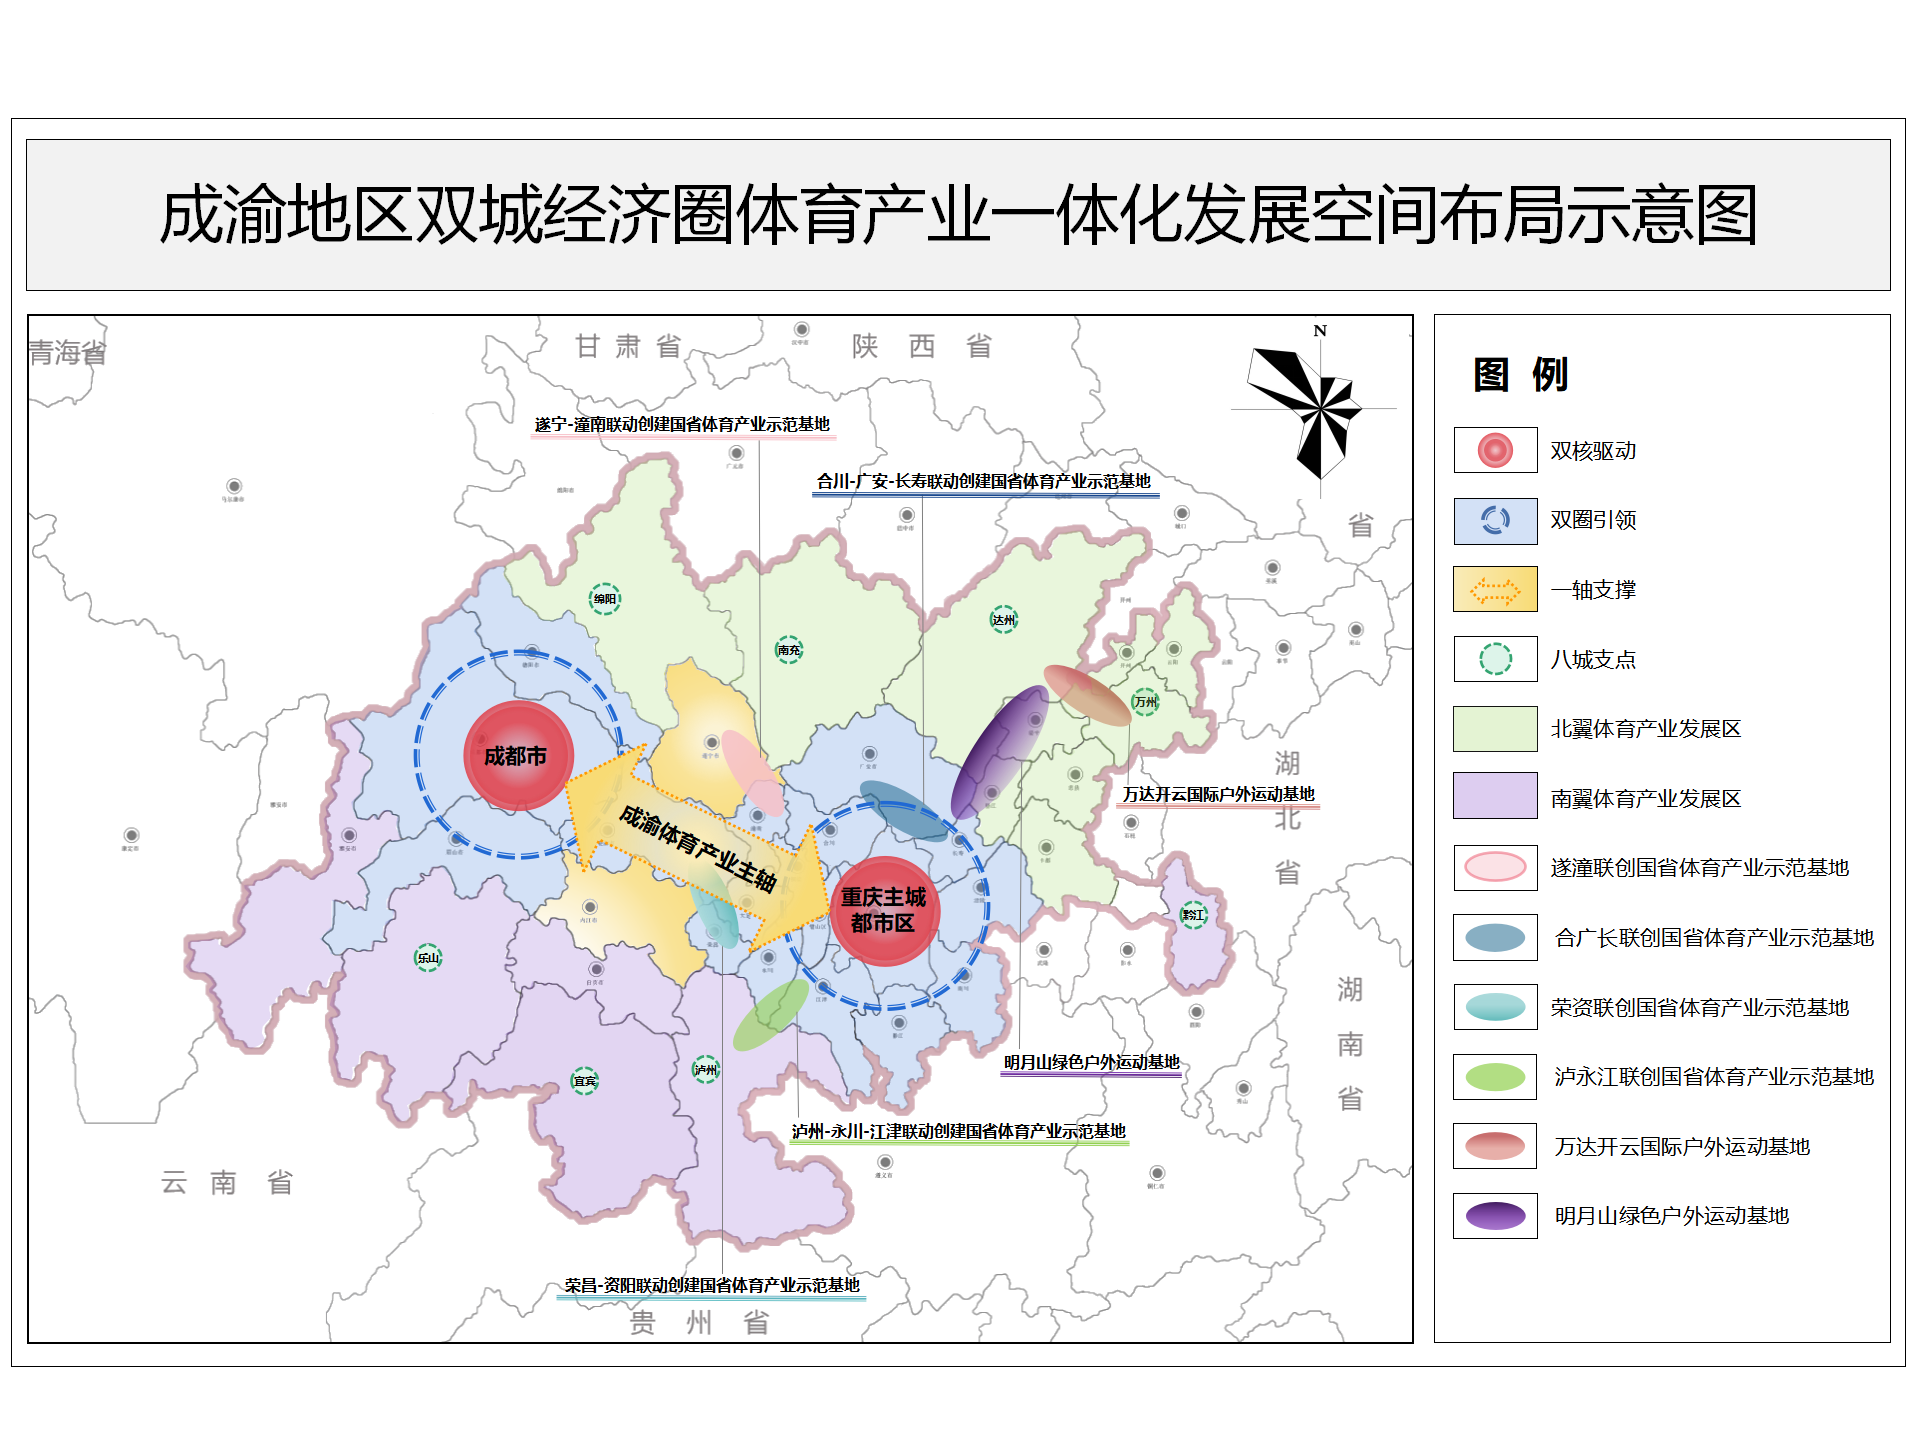 成渝地区双城经济圈体育产业一体化发展空间布局示意图
青海省
甘肃省
陕西省
N
遂宁-潼南联动创建国省体育产业示范基地
合川-广安-长寿联动创建国省体育产业示范基地
省
绵阳
达州
南充
万州
成都市
湖北省
万达开云国际户外运动基地
成渝体育产业主轴
重庆主城
都市区
黔江
乐山
湖南省
宜宾
泸州
明月山绿色户外运动基地
泸州-永川-江津联动创建国省体育产业示范基地
云南省
荣昌-资阳联动创建国省体育产业示范基地
贵州省
图 例
双核驱动
双圈引领
一轴支撑
八城支点
北翼体育产业发展区
南翼体育产业发展区
遂潼联创国省体育产业示范基地
合广长联创国省体育产业示范基地
荣资联创国省体育产业示范基地
泸永江联创国省体育产业示范基地
万达开云国际户外运动基地
明月山绿色户外运动基地